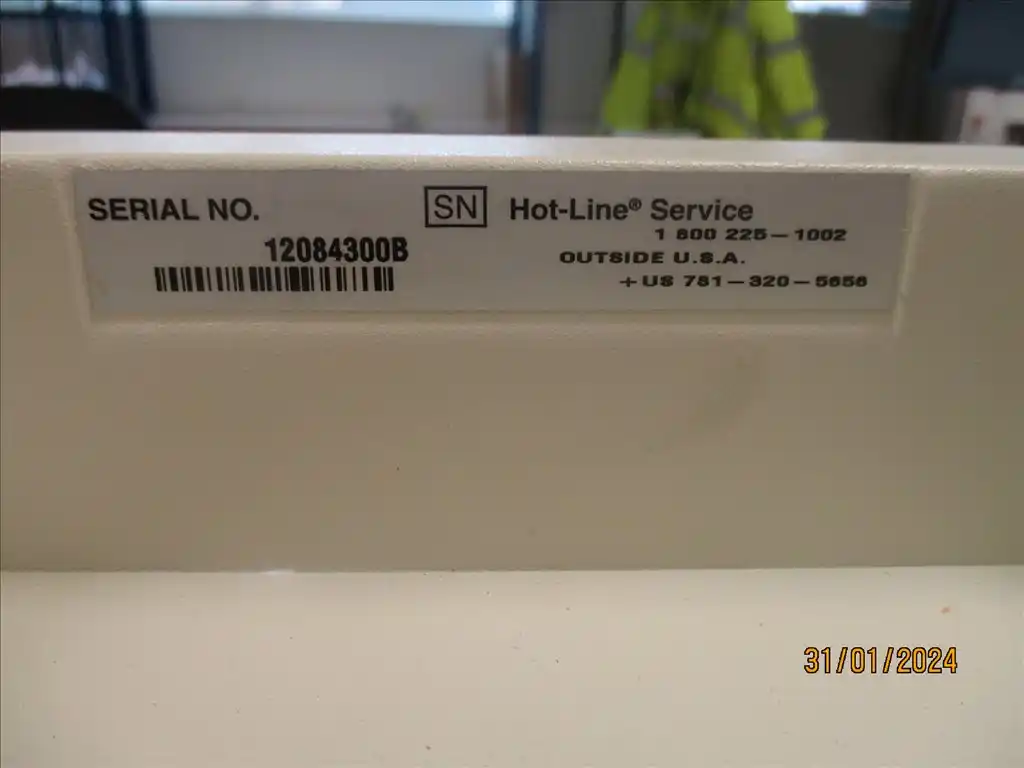 SERIAL NO.
12084300B
SN
Hot-Line® Service
1 800 225-1002
OUTSIDE U.S.A.
+US 781-320-5656
31/01/2024